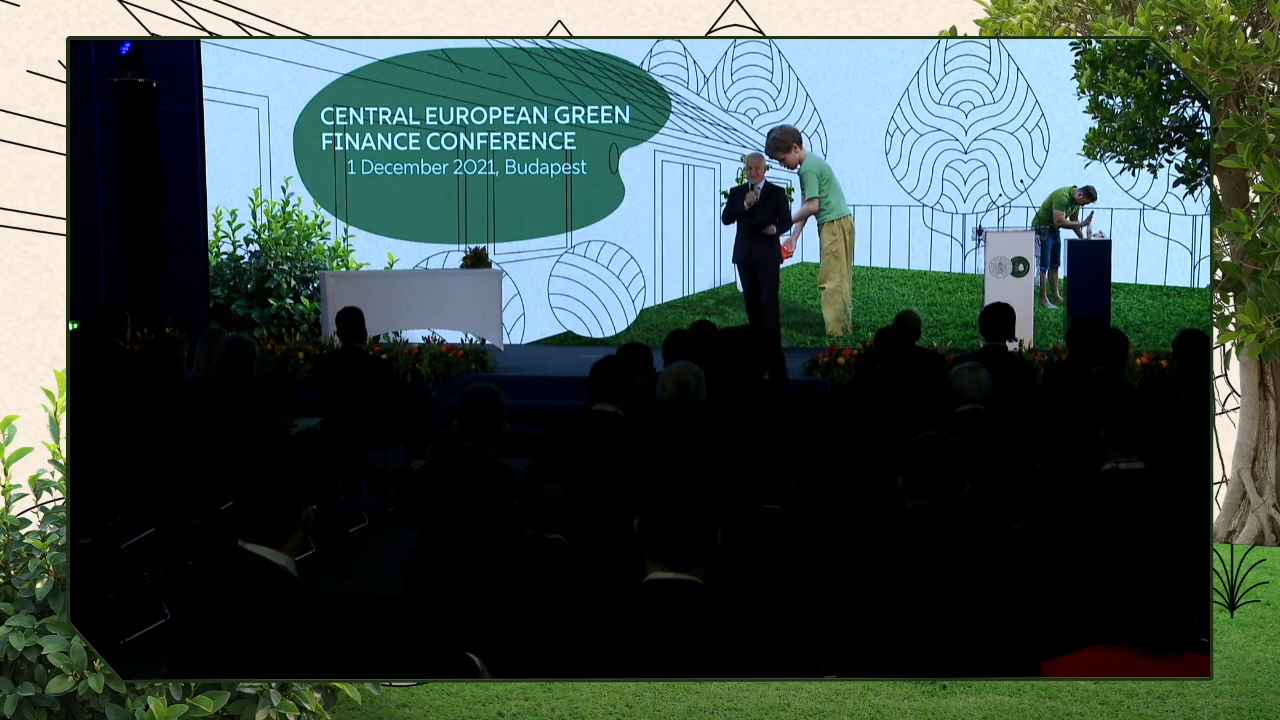 CENTRAL EUROPEAN GREEN
FINANCE CONFERENCE
1 December 2021, Budapest